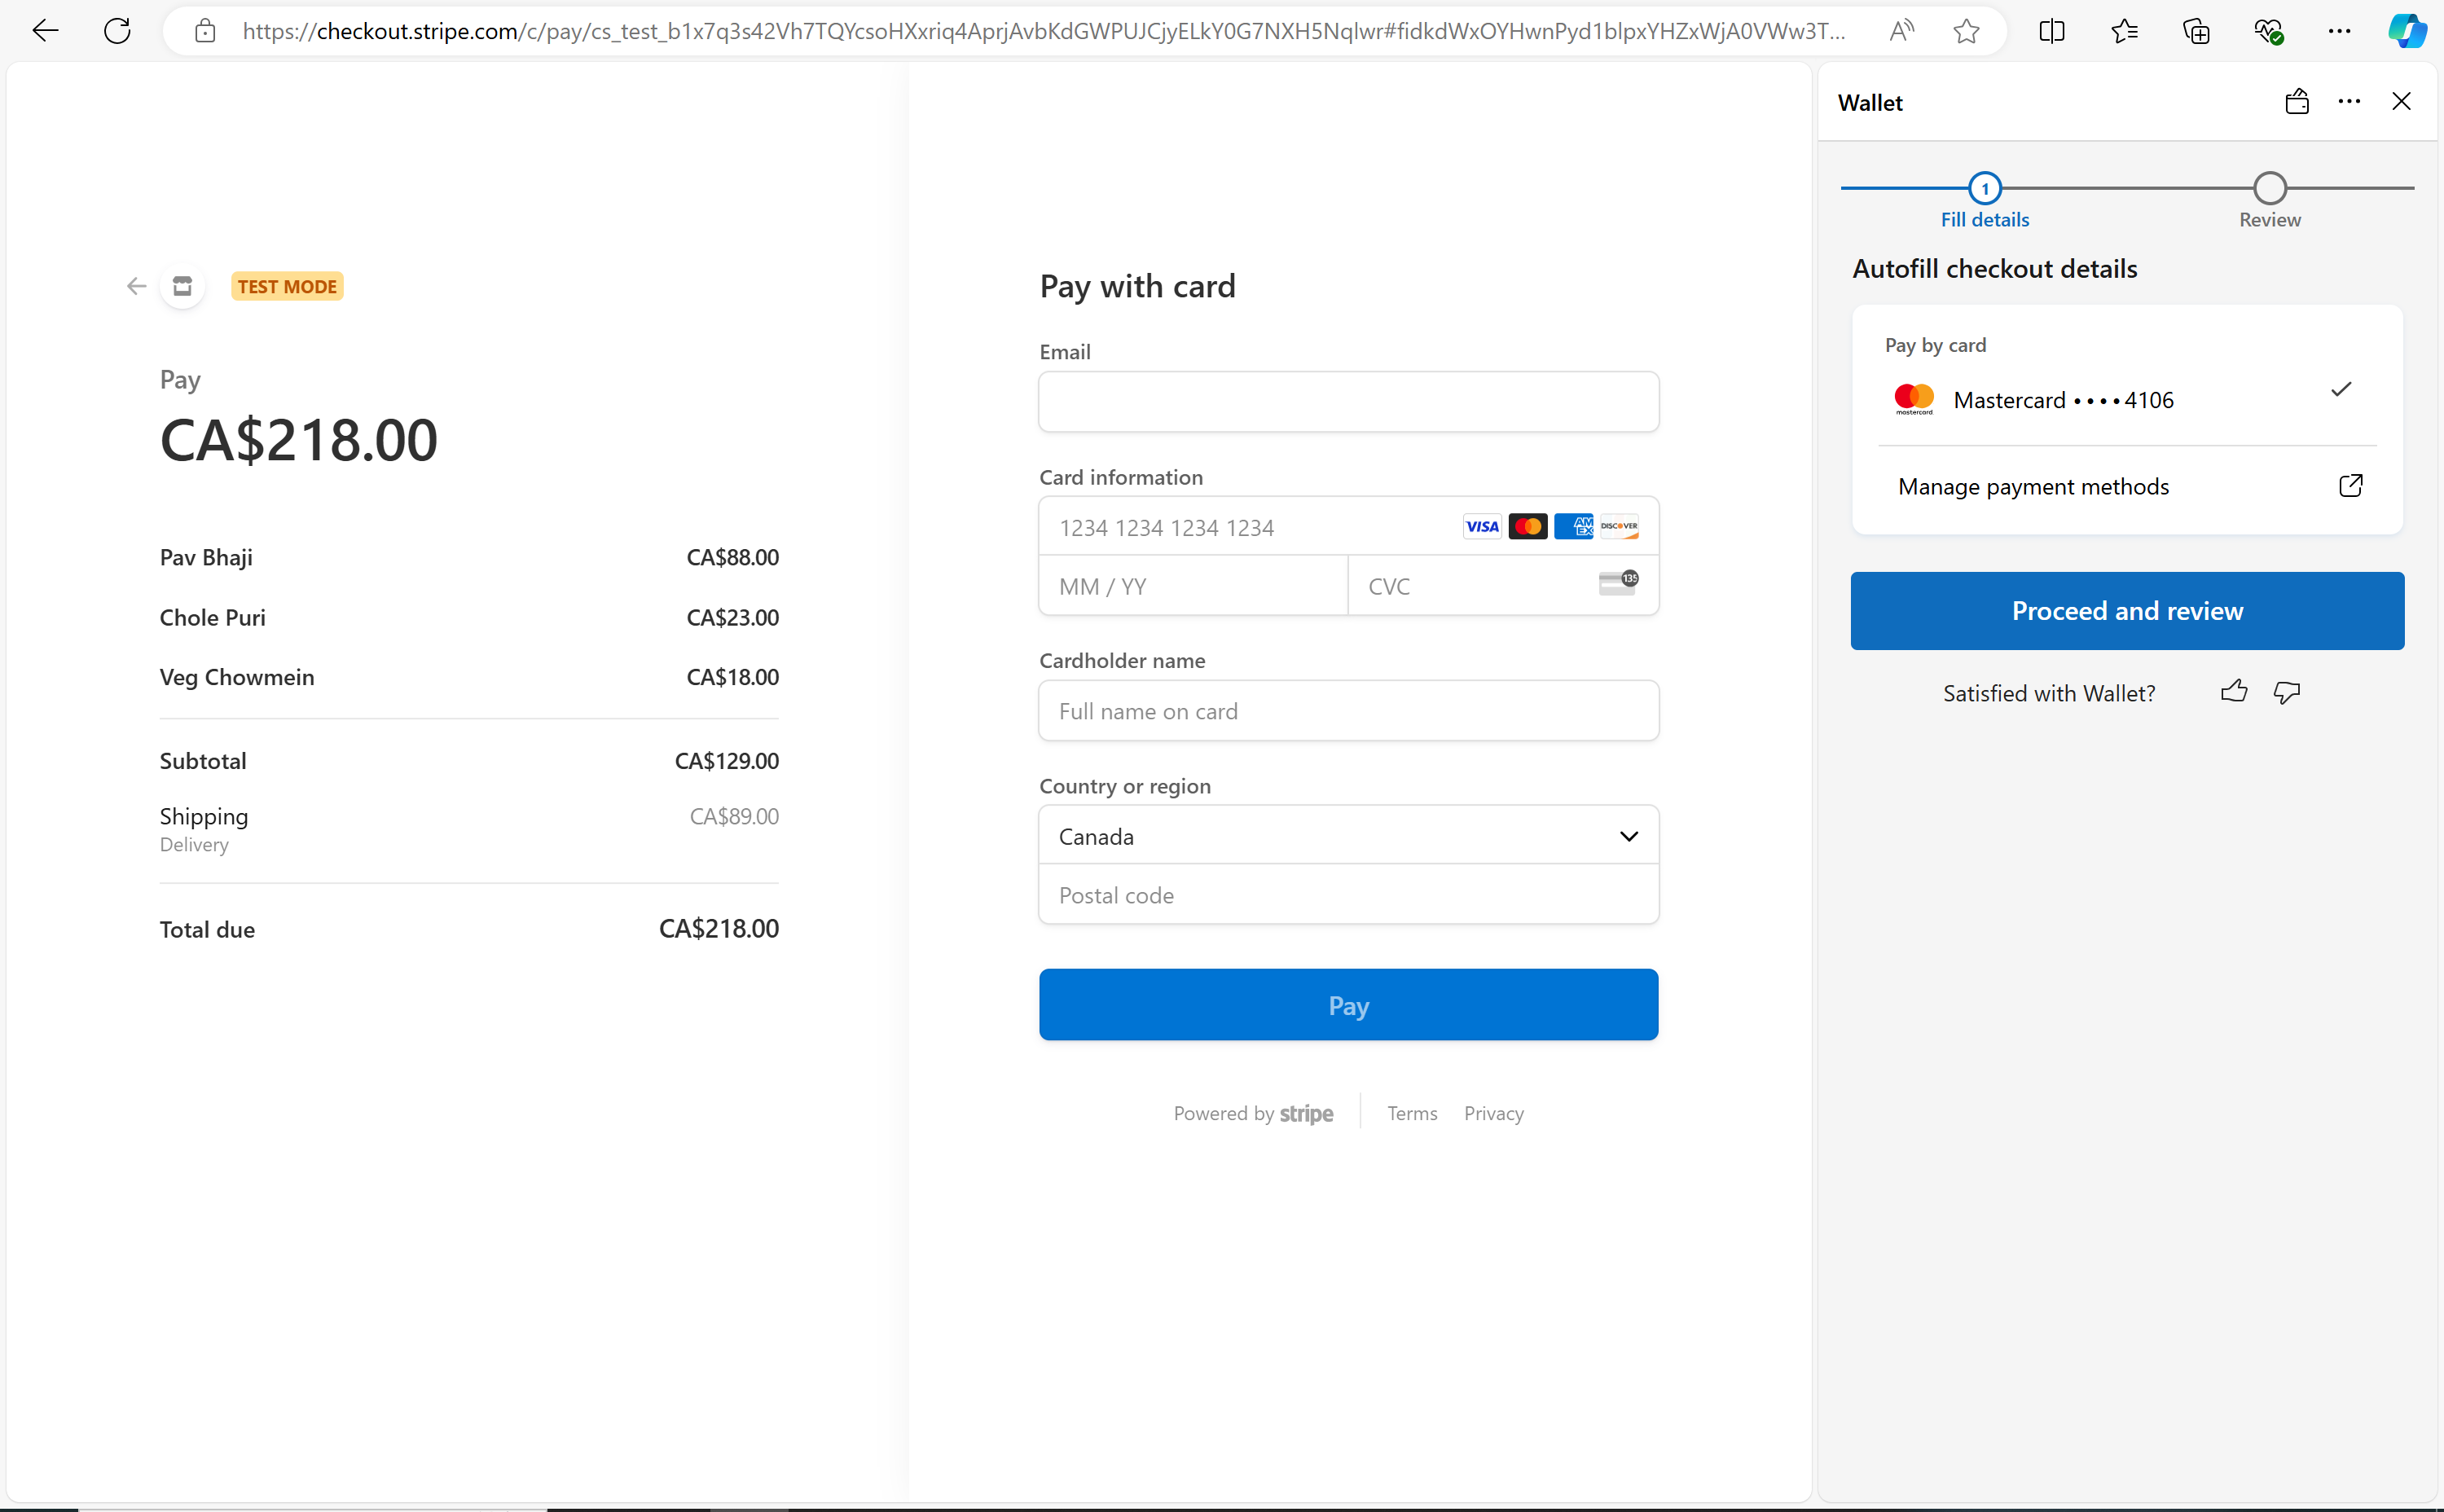 https://checkout.stripe.com/c/pay/cs_test_b1x7q3s42Vh7TQYcsoHXxriq4AprjAvbKdGWPUJCjyELkY0G7NXH5Nqlwr#fidkdWxOYHwnPyd1blpxYHZxWjA0VWw3T...
TEST MODE
Pay
CA$218.00
Pav Bhaji CA$88.00
Chole Puri CA$23.00
Veg Chowmein CA$18.00
Subtotal CA$129.00
Shipping CA$89.00
Delivery
Total due CA$218.00
Pay with card
Email
Card information
1234 1234 1234 1234 VISA mastercard AMEX DISCOVER
MM / YY CVC 135
Cardholder name
Full name on card
Country or region
Canada
Postal code
Pay
Powered by stripe Terms Privacy
Wallet
1
Fill details Review
Autofill checkout details
Pay by card
mastercard Mastercard •••• 4106
Manage payment methods
Proceed and review
Satisfied with Wallet?